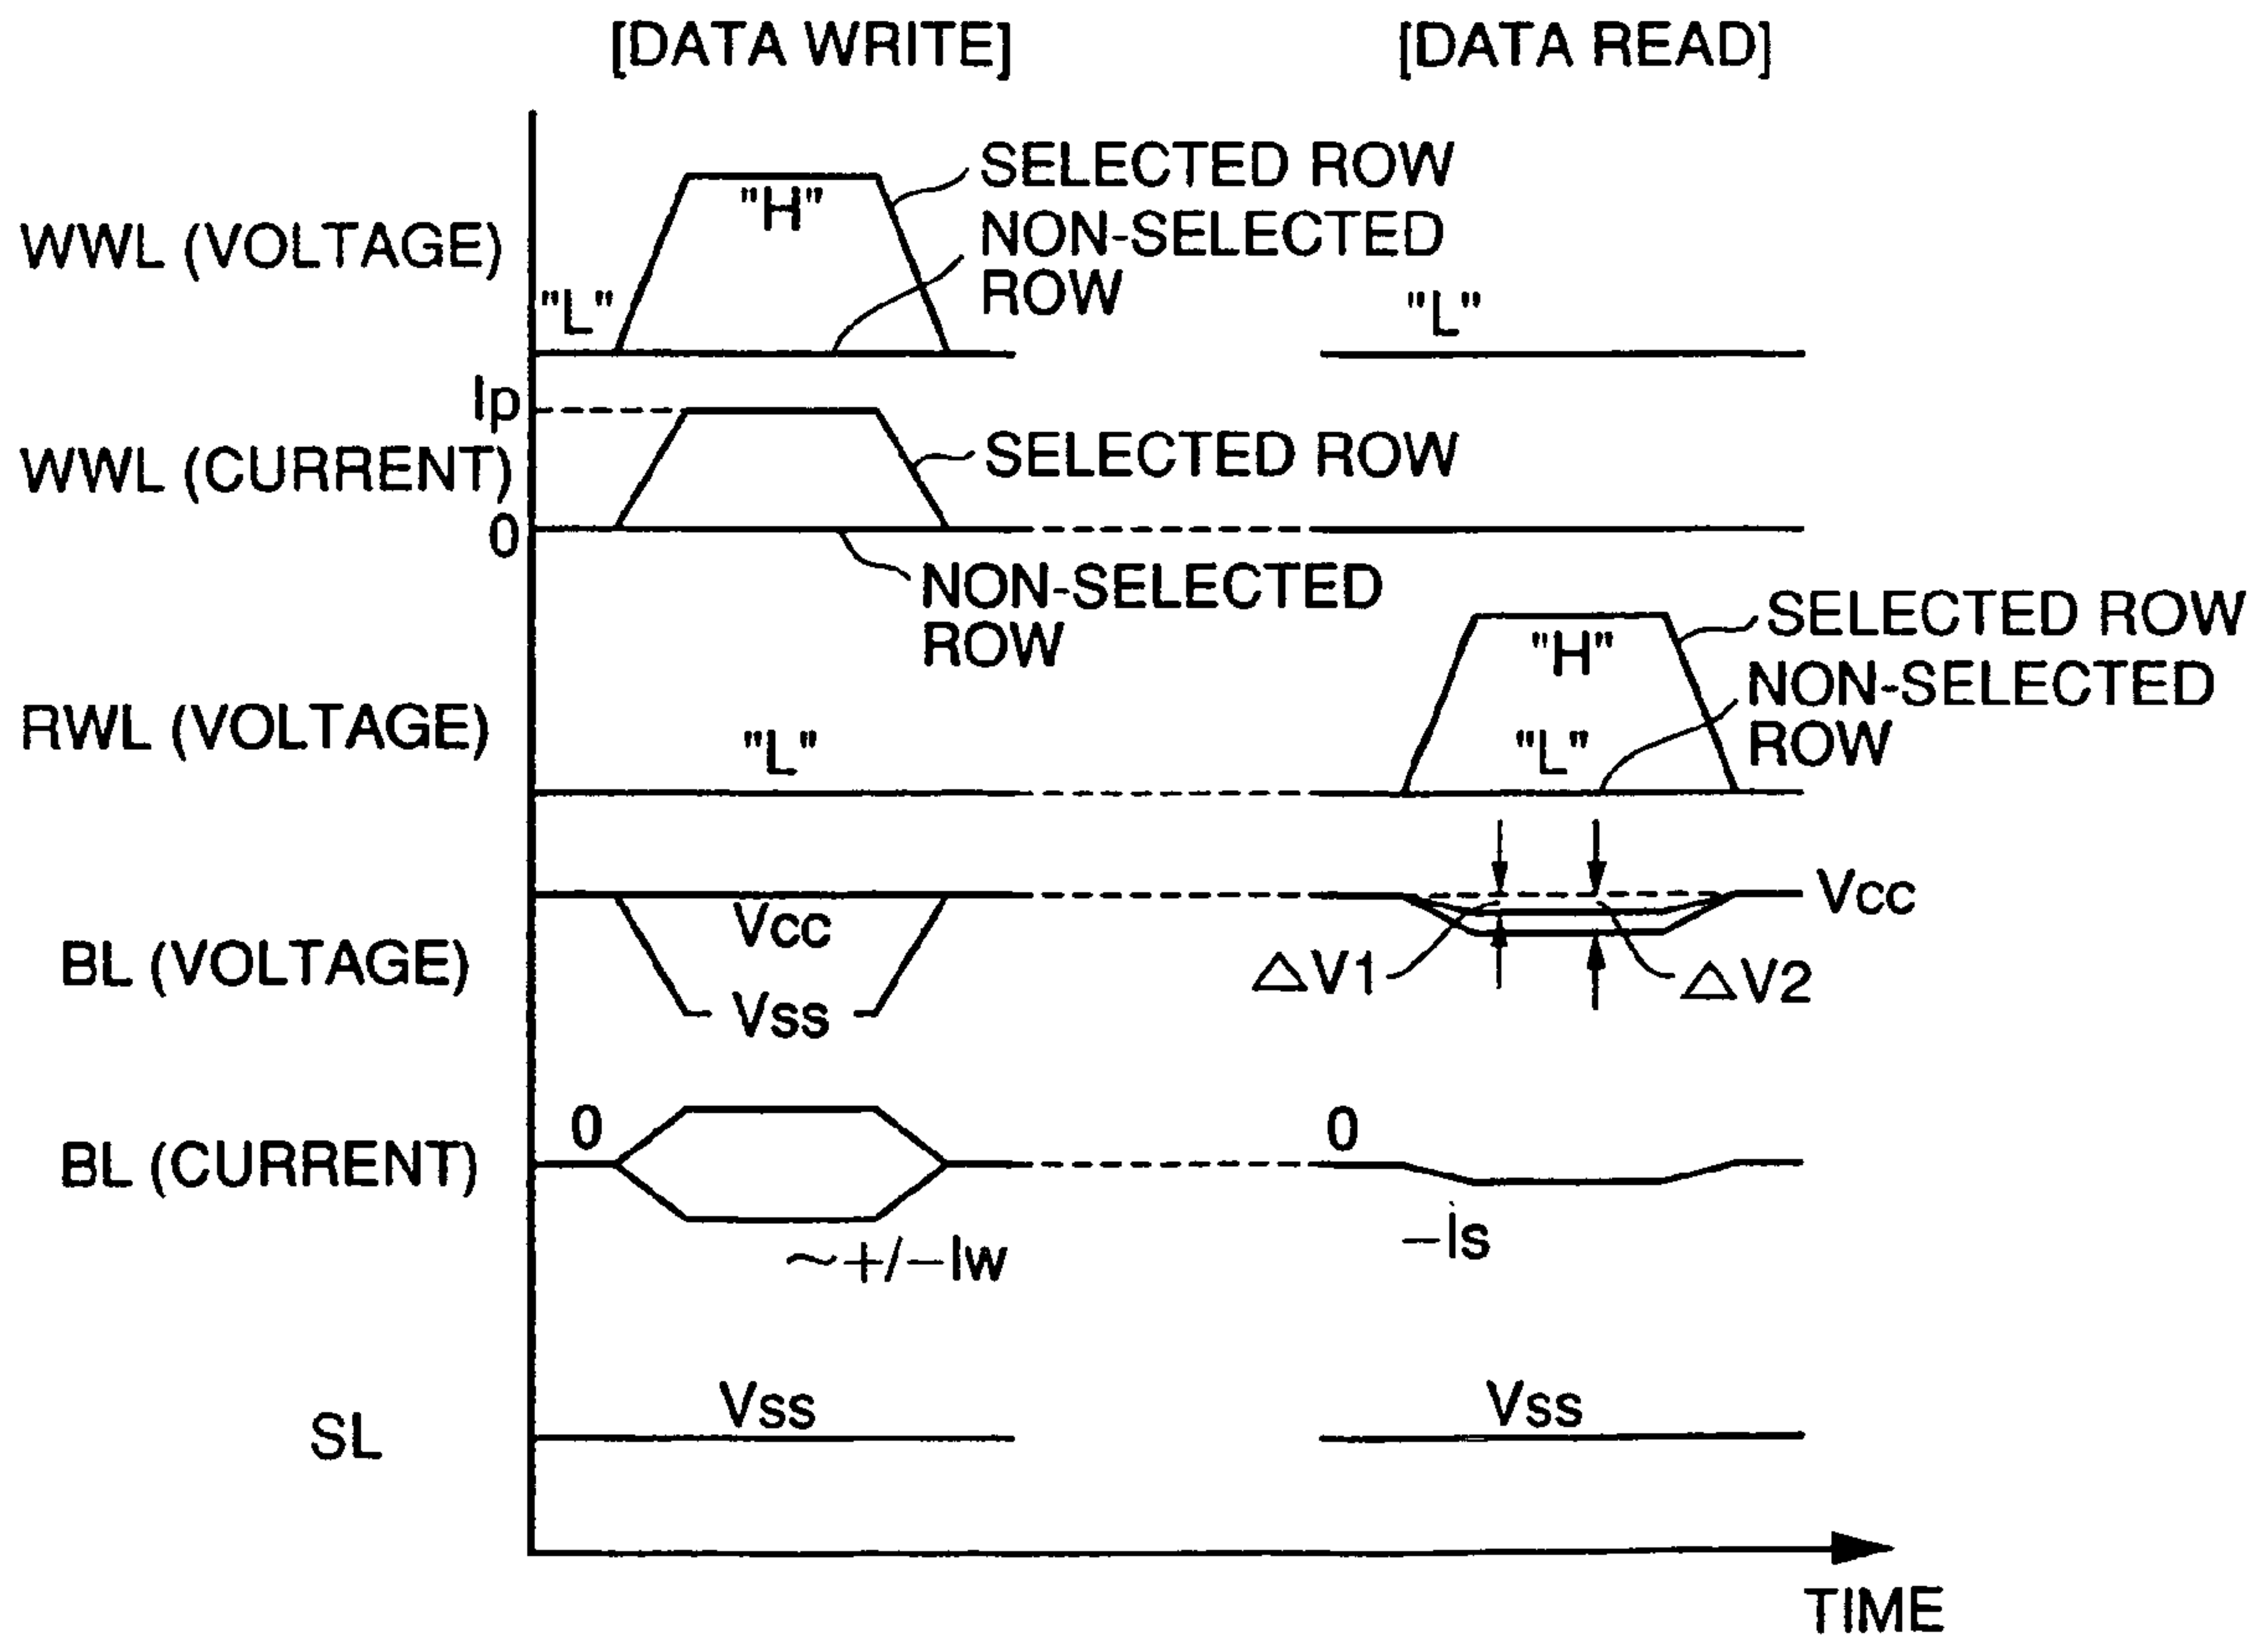 [DATA WRITE] [DATA READ]
SELECTED ROW
"H"
NON-SELECTED
ROW
WWL (VOLTAGE)
"L" "L"
Ip
WWL (CURRENT)
SELECTED ROW
0
NON-SELECTED
ROW
SELECTED ROW
"H"
NON-SELECTED
ROW
RWL (VOLTAGE)
"L" "L"
Vcc Vcc
BL (VOLTAGE)
△V1 △V2
Vss
0 0
BL (CURRENT)
~+/−Iw −Is
Vss Vss
SL
TIME